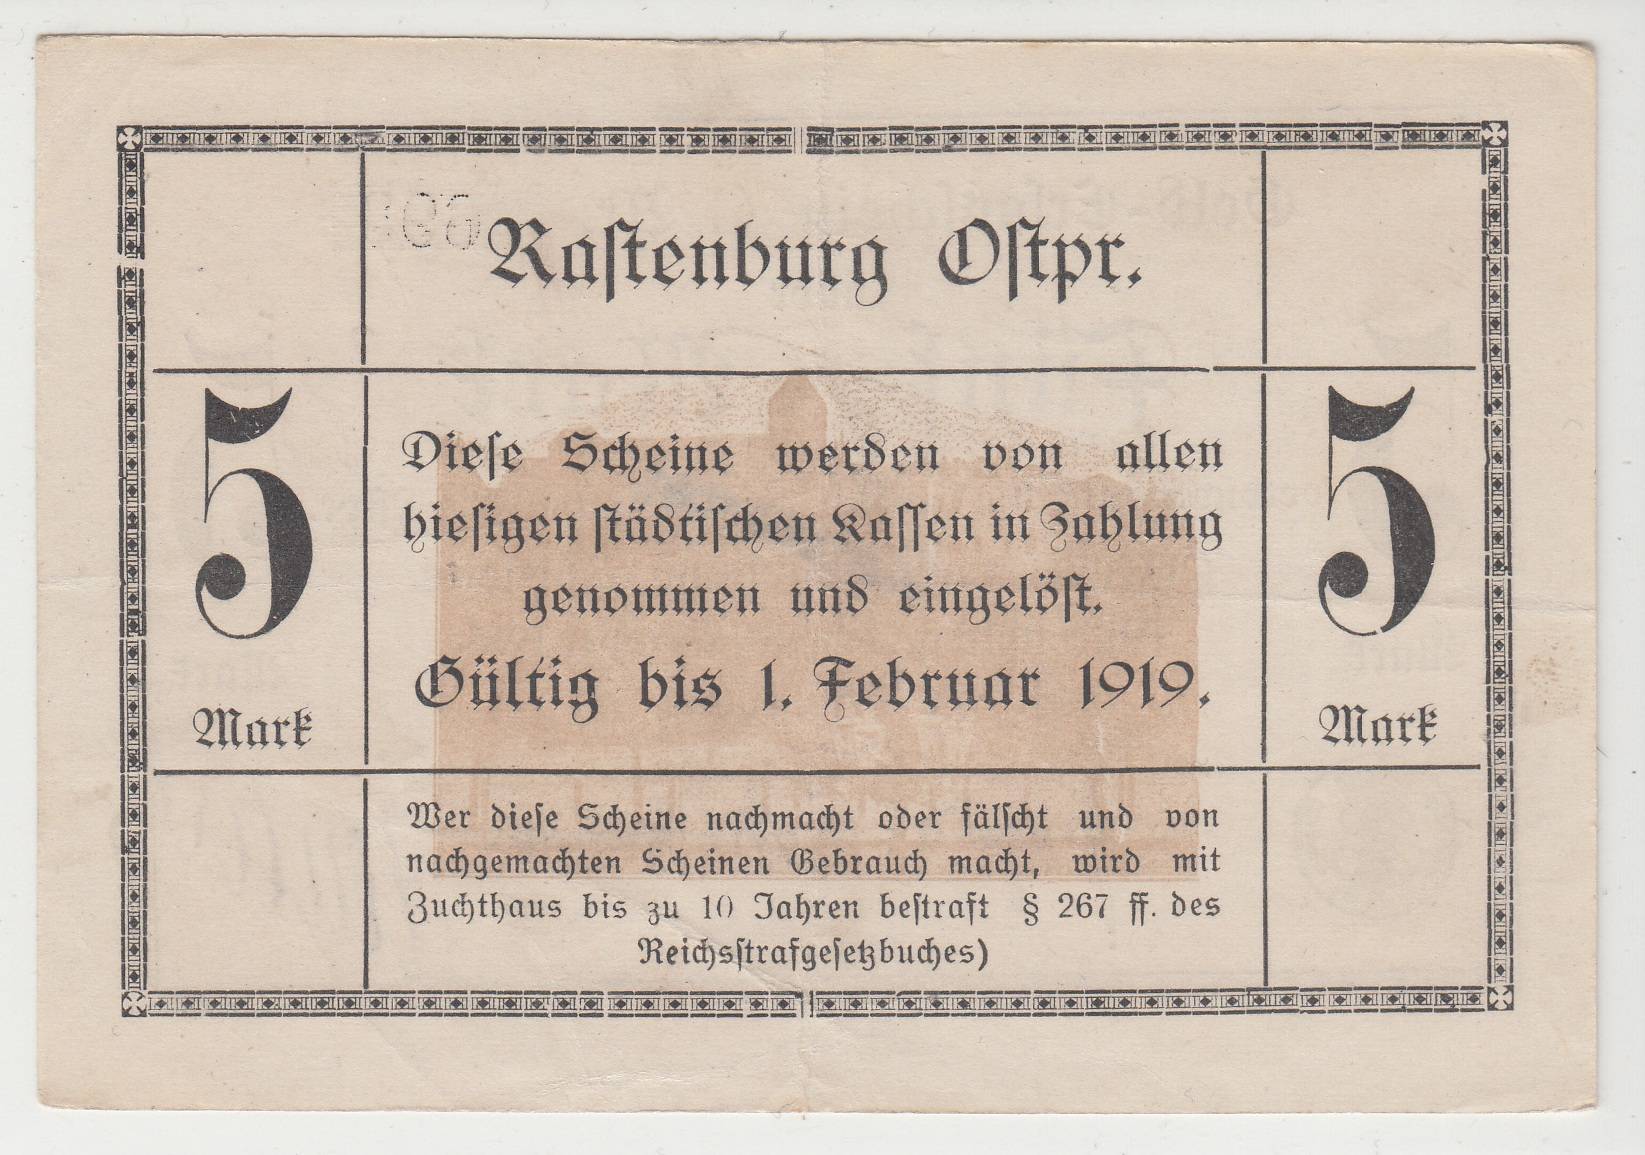 Rastenburg Ostpr.
5
Mark
Diese Scheine werden von allen
hiesigen städtischen Kassen in Zahlung
genommen und eingelöst.
Gültig bis 1. Februar 1919.
5
Mark
Wer diese Scheine nachmacht oder fälscht und von
nachgemachten Scheinen Gebrauch macht, wird mit
Zuchthaus bis zu 10 Jahren bestraft § 267 ff. des
Reichsstrafgesetzbuches)